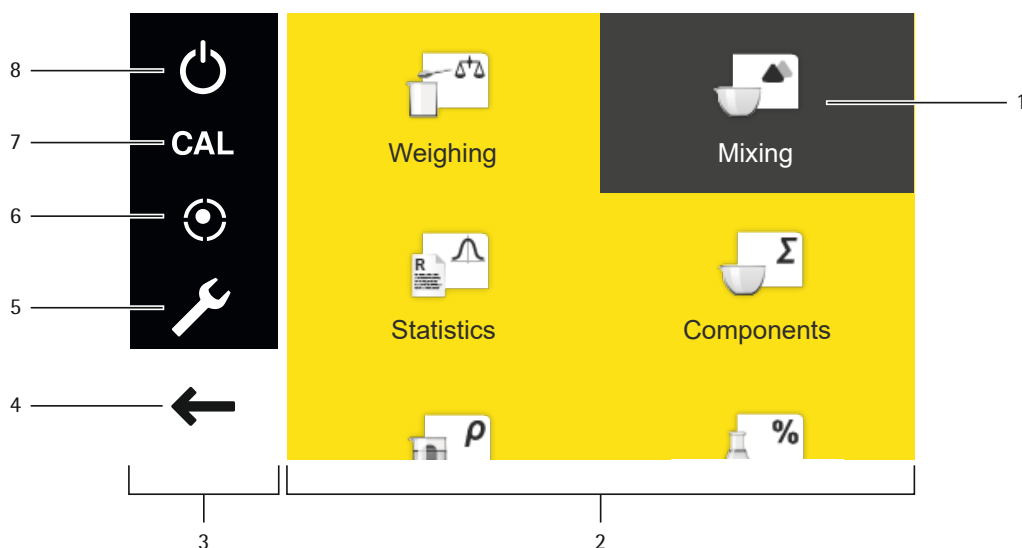 8
7
6
5
4
3
CAL
Weighing
Mixing
1
R
Σ
Statistics
Components
ρ
%
2